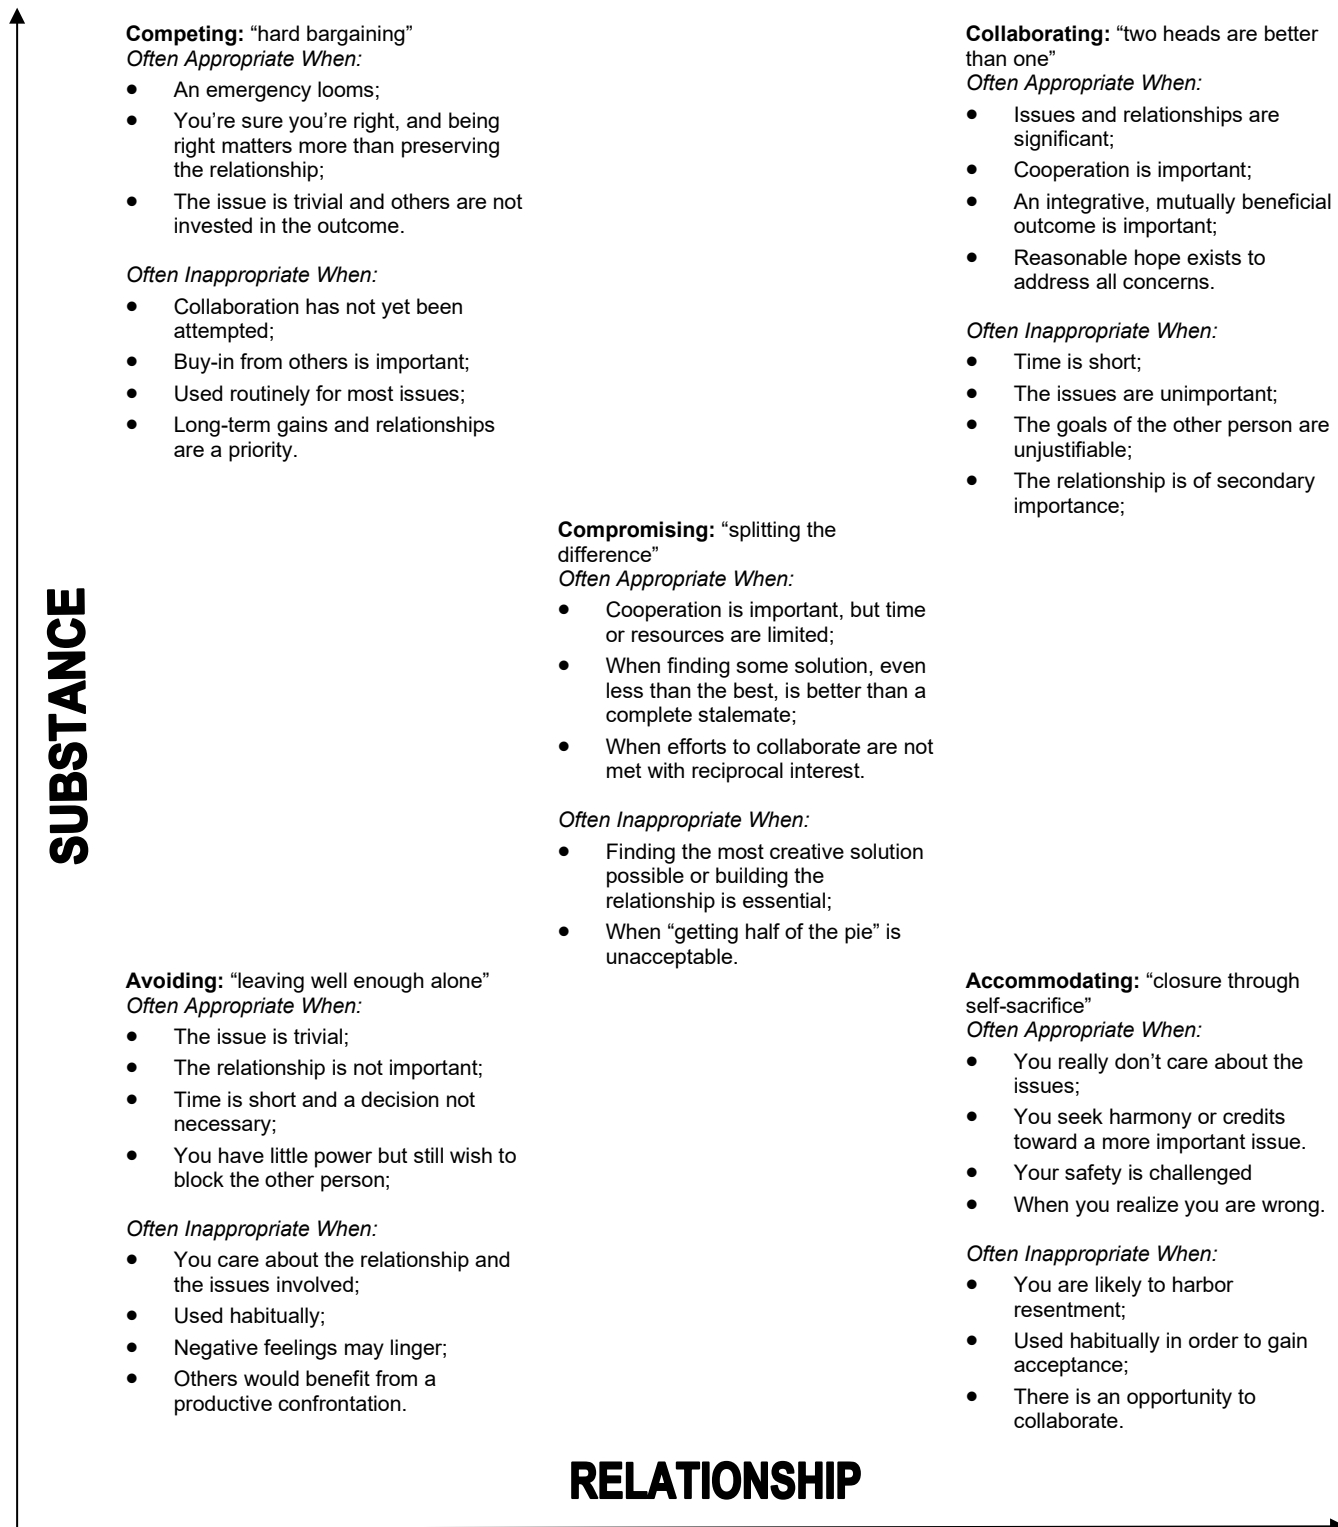 Competing: “hard bargaining”
Often Appropriate When:
● An emergency looms;
● You’re sure you’re right, and being
right matters more than preserving
the relationship;
● The issue is trivial and others are not
invested in the outcome.
Often Inappropriate When:
● Collaboration has not yet been
attempted;
● Buy-in from others is important;
● Used routinely for most issues;
● Long-term gains and relationships
are a priority.
Collaborating: “two heads are better
than one”
Often Appropriate When:
● Issues and relationships are
significant;
● Cooperation is important;
● An integrative, mutually beneficial
outcome is important;
● Reasonable hope exists to
address all concerns.
Often Inappropriate When:
● Time is short;
● The issues are unimportant;
● The goals of the other person are
unjustifiable;
● The relationship is of secondary
importance;
SUBSTANCE
Compromising: “splitting the
difference”
Often Appropriate When:
● Cooperation is important, but time
or resources are limited;
● When finding some solution, even
less than the best, is better than a
complete stalemate;
● When efforts to collaborate are not
met with reciprocal interest.
Often Inappropriate When:
● Finding the most creative solution
possible or building the
relationship is essential;
● When “getting half of the pie” is
unacceptable.
Avoiding: “leaving well enough alone”
Often Appropriate When:
● The issue is trivial;
● The relationship is not important;
● Time is short and a decision not
necessary;
● You have little power but still wish to
block the other person;
Often Inappropriate When:
● You care about the relationship and
the issues involved;
● Used habitually;
● Negative feelings may linger;
● Others would benefit from a
productive confrontation.
Accommodating: “closure through
self-sacrifice”
Often Appropriate When:
● You really don’t care about the
issues;
● You seek harmony or credits
toward a more important issue.
● Your safety is challenged
● When you realize you are wrong.
Often Inappropriate When:
● You are likely to harbor
resentment;
● Used habitually in order to gain
acceptance;
● There is an opportunity to
collaborate.
RELATIONSHIP